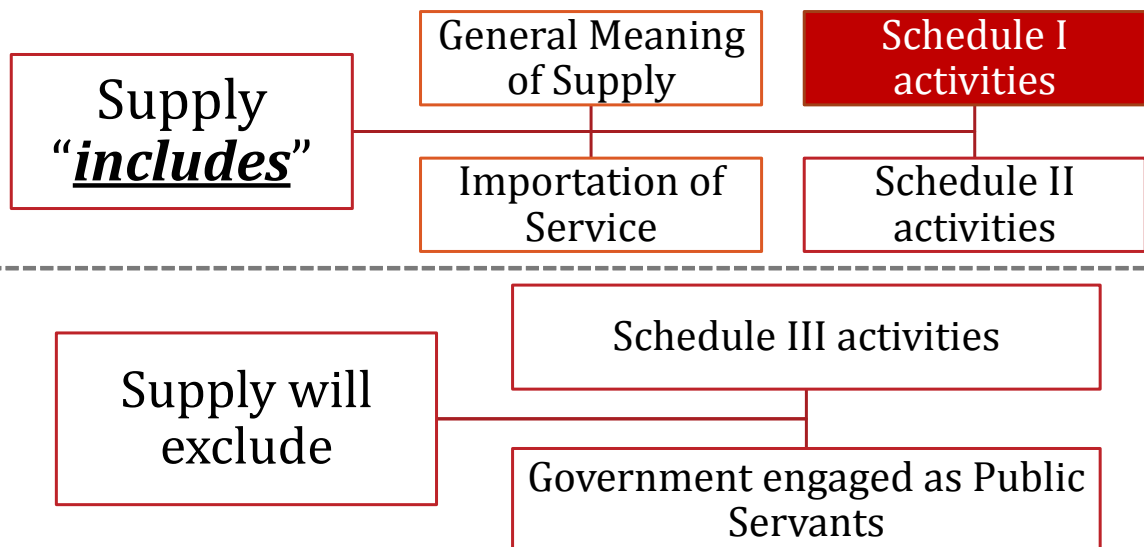 General Meaning
of Supply
Schedule I
activities
Supply
“includes”
Importation of
Service
Schedule II
activities
Schedule III activities
Supply will
exclude
Government engaged as Public
Servants